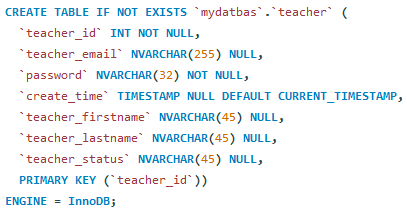 CREATE TABLE IF NOT EXISTS `mydatbas`.`teacher` (
  `teacher_id` INT NOT NULL,
  `teacher_email` NVARCHAR(255) NULL,
  `password` NVARCHAR(32) NOT NULL,
  `create_time` TIMESTAMP NULL DEFAULT CURRENT_TIMESTAMP,
  `teacher_firstname` NVARCHAR(45) NULL,
  `teacher_lastname` NVARCHAR(45) NULL,
  `teacher_status` NVARCHAR(45) NULL,
  PRIMARY KEY (`teacher_id`))
ENGINE = InnoDB;